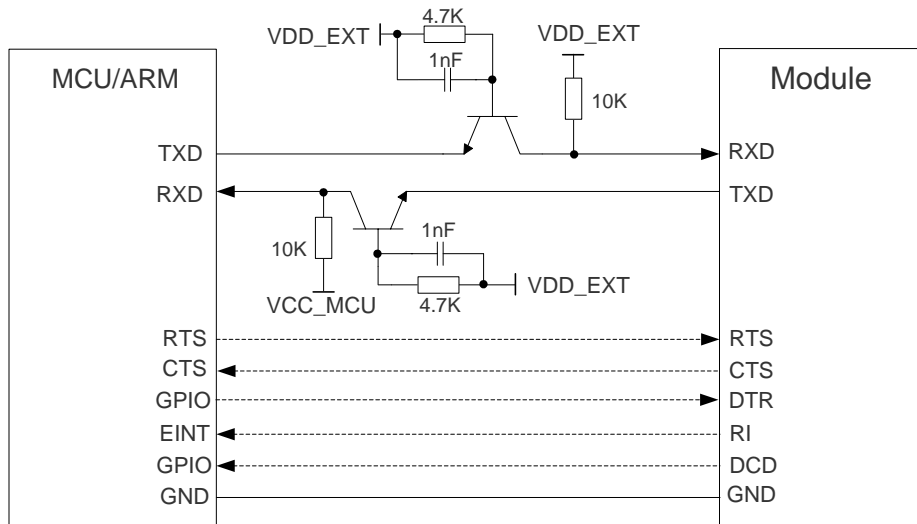 4.7K
VDD_EXT
VDD_EXT
1nF
MCU/ARM
Module
10K
TXD
RXD
RXD
TXD
1nF
10K
VDD_EXT
VCC_MCU
4.7K
RTS
RTS
CTS
CTS
GPIO
DTR
EINT
RI
GPIO
DCD
GND
GND